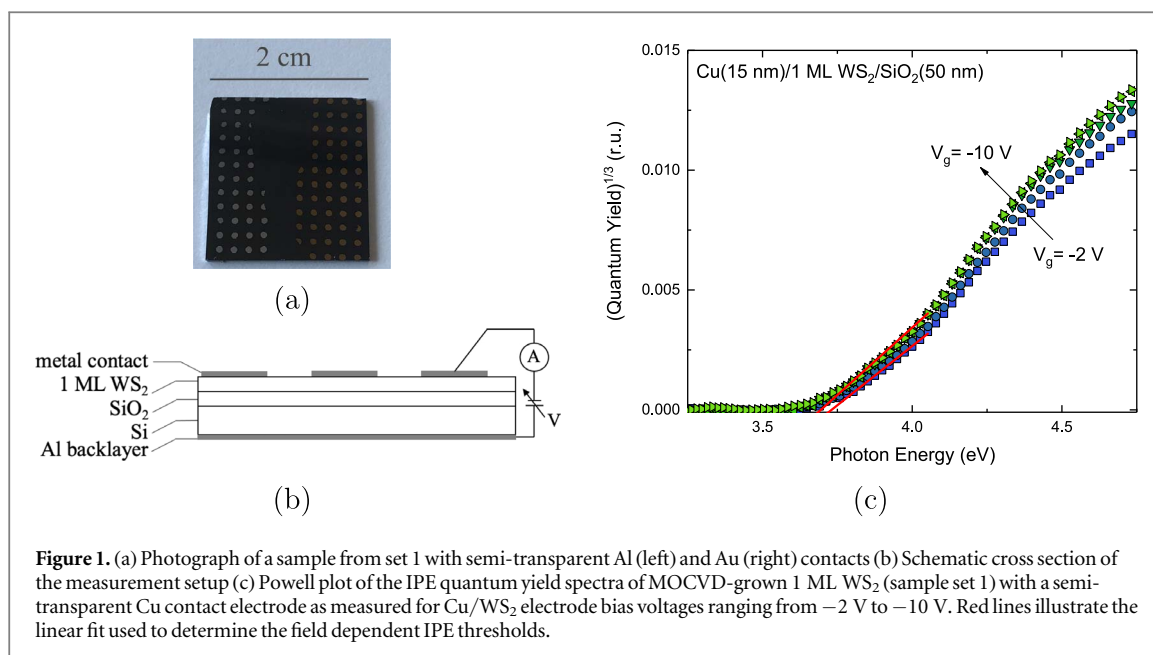 2 cm
(a)
metal contact
1 ML WS₂
SiO₂
Si
Al backlayer
A
V
(b)
Cu(15 nm)/1 ML WS₂/SiO₂(50 nm)
V_g= -10 V
V_g= -2 V
(Quantum Yield)^1/3 (r.u.)
0.015
0.010
0.005
0.000
3.5 4.0 4.5
Photon Energy (eV)
(c)
Figure 1. (a) Photograph of a sample from set 1 with semi-transparent Al (left) and Au (right) contacts (b) Schematic cross section of
the measurement setup (c) Powell plot of the IPE quantum yield spectra of MOCVD-grown 1 ML WS₂ (sample set 1) with a semi-
transparent Cu contact electrode as measured for Cu/WS₂ electrode bias voltages ranging from −2 V to −10 V. Red lines illustrate the
linear fit used to determine the field dependent IPE thresholds.